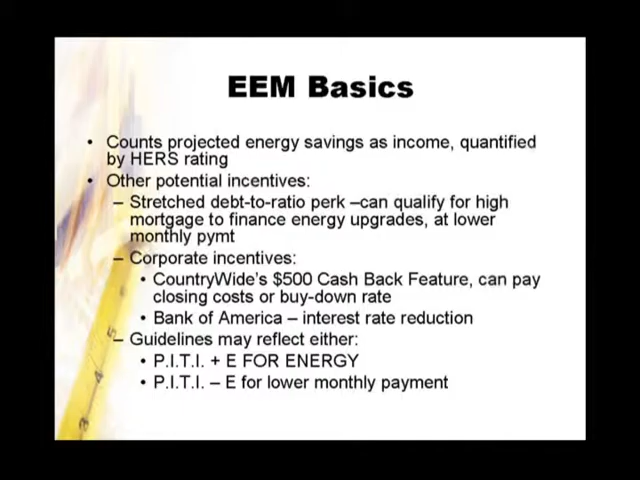 EEM Basics
• Counts projected energy savings as income, quantified
by HERS rating
• Other potential incentives:
– Stretched debt-to-ratio perk –can qualify for high
mortgage to finance energy upgrades, at lower
monthly pymt
– Corporate incentives:
• CountryWide's $500 Cash Back Feature, can pay
closing costs or buy-down rate
• Bank of America – interest rate reduction
– Guidelines may reflect either:
• P.I.T.I. + E FOR ENERGY
• P.I.T.I. – E for lower monthly payment
5
4
3